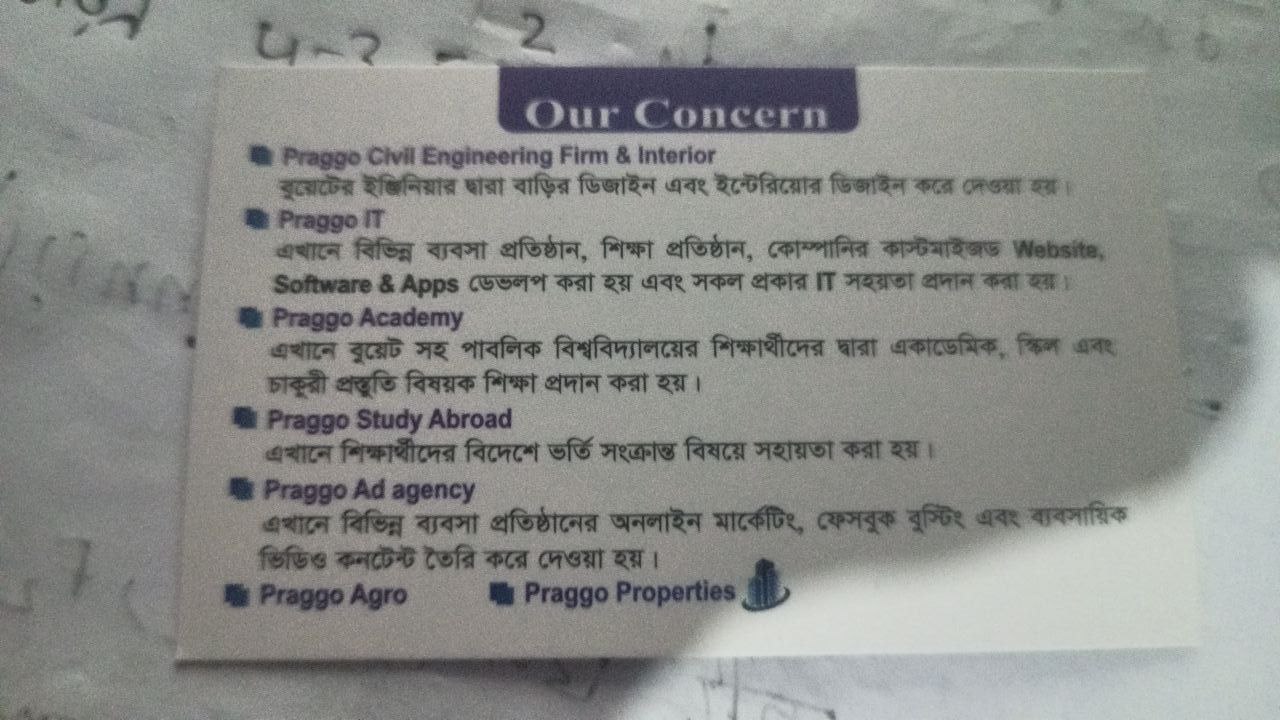 Our Concern
Praggo Civil Engineering Firm & Interior
বুয়েটের ইঞ্জিনিয়ার দ্বারা বাড়ির ডিজাইন এবং ইন্টেরিয়োর ডিজাইন করে দেওয়া হয়।
Praggo IT
এখানে বিভিন্ন ব্যবসা প্রতিষ্ঠান, শিক্ষা প্রতিষ্ঠান, কোম্পানির কাস্টমাইজড Website,
Software & Apps ডেভলপ করা হয় এবং সকল প্রকার IT সহয়তা প্রদান করা হয়।
Praggo Academy
এখানে বুয়েট সহ পাবলিক বিশ্ববিদ্যালয়ের শিক্ষার্থীদের দ্বারা একাডেমিক, স্কিল এবং
চাকুরী প্রস্তুতি বিষয়ক শিক্ষা প্রদান করা হয়।
Praggo Study Abroad
এখানে শিক্ষার্থীদের বিদেশে ভর্তি সংক্রান্ত বিষয়ে সহায়তা করা হয়।
Praggo Ad agency
এখানে বিভিন্ন ব্যবসা প্রতিষ্ঠানের অনলাইন মার্কেটিং, ফেসবুক বুস্টিং এবং ব্যবসায়িক
ভিডিও কনটেন্ট তৈরি করে দেওয়া হয়।
Praggo Agro Praggo Properties